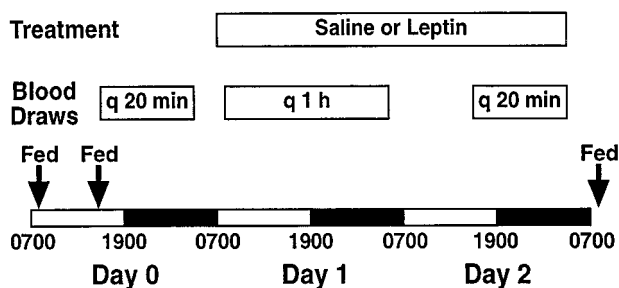 Treatment
Saline or Leptin
Blood
Draws
q 20 min
q 1 h
q 20 min
Fed
Fed
Fed
0700
1900
0700
1900
0700
1900
0700
Day 0
Day 1
Day 2